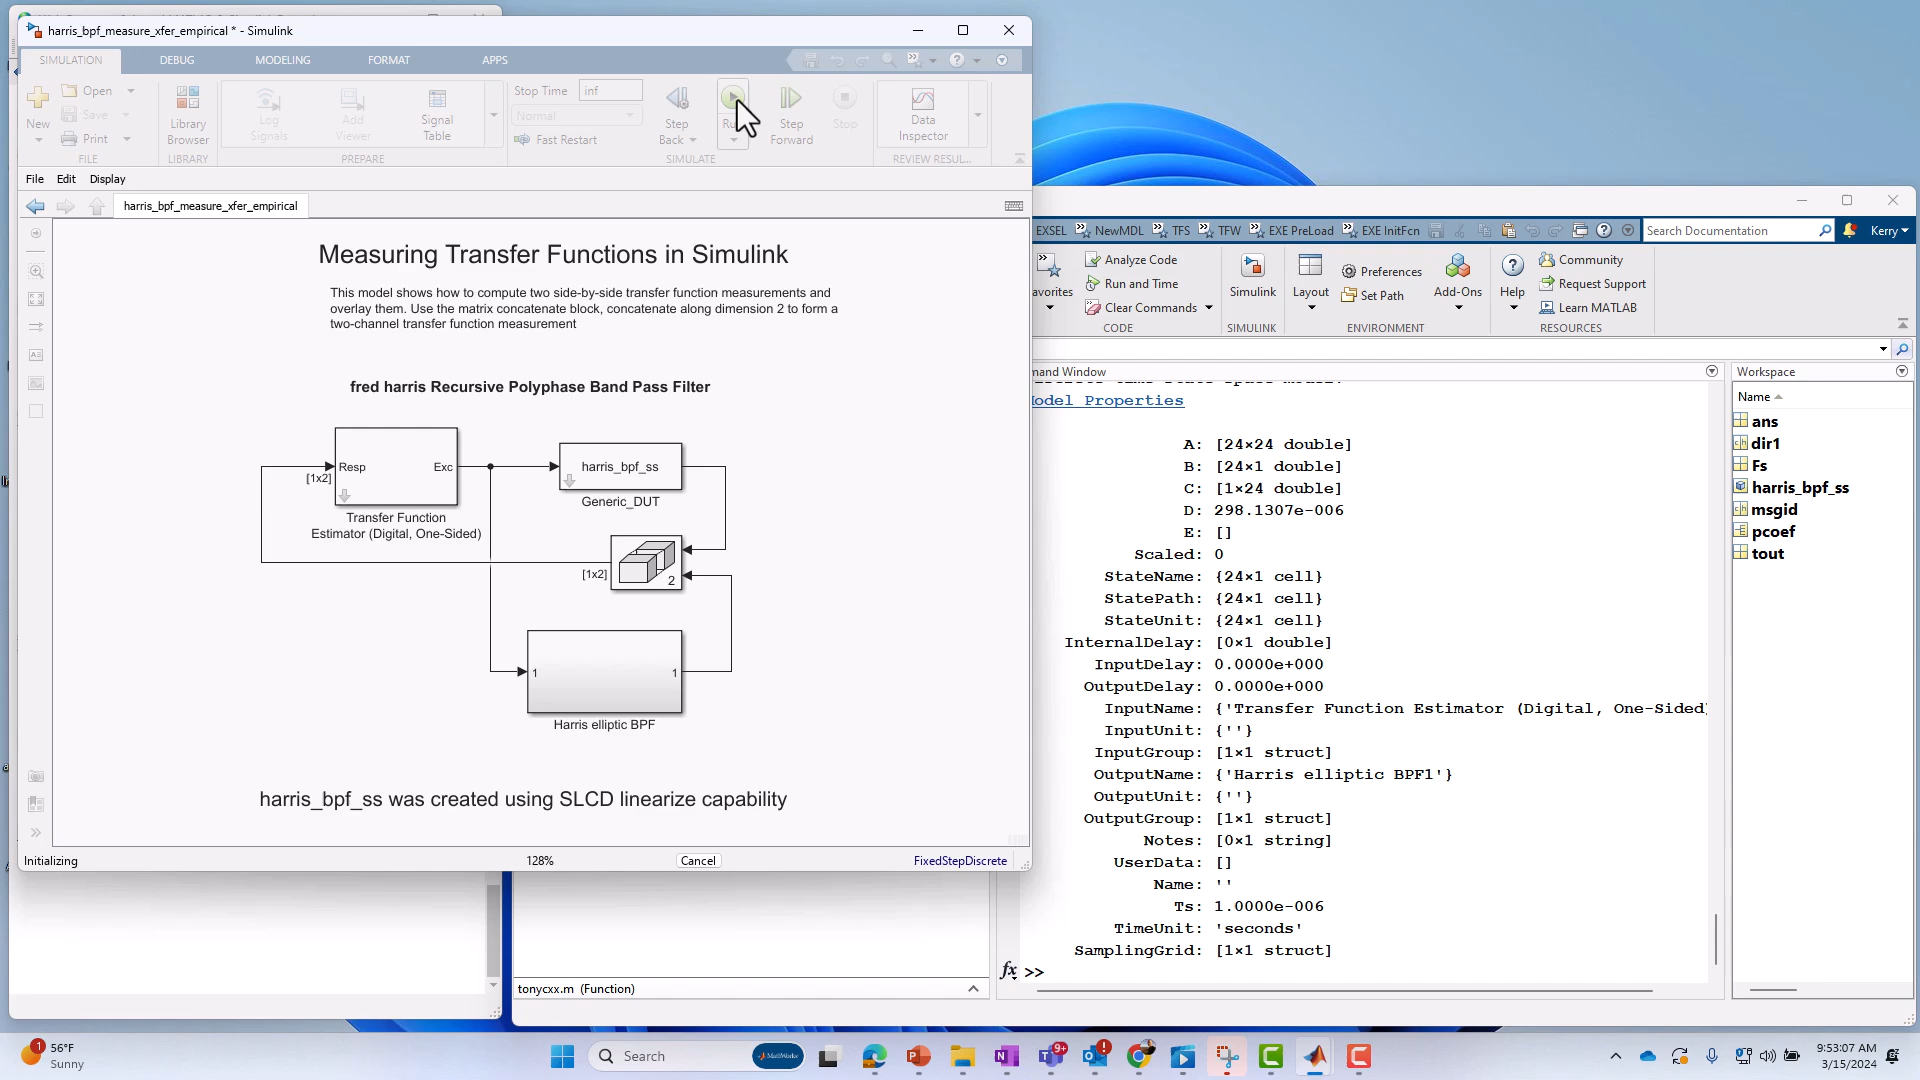 harris_bpf_measure_xfer_empirical * - Simulink
SIMULATION DEBUG MODELING FORMAT APPS
New Open Save Print
FILE
Library Browser
LIBRARY
Log Signals Add Viewer Signal Table
PREPARE
Stop Time inf
Normal
Fast Restart
Step Back Step Forward Stop
SIMULATE
Data Inspector
REVIEW RESUL...
File Edit Display
harris_bpf_measure_xfer_empirical
Measuring Transfer Functions in Simulink
This model shows how to compute two side-by-side transfer function measurements and
overlay them. Use the matrix concatenate block, concatenate along dimension 2 to form a
two-channel transfer function measurement
fred harris Recursive Polyphase Band Pass Filter
Resp Exc
[1x2]
Transfer Function
Estimator (Digital, One-Sided)
harris_bpf_ss
Generic_DUT
[1x2] 2
1 1
Harris elliptic BPF
harris_bpf_ss was created using SLCD linearize capability
Initializing 128% Cancel FixedStepDiscrete
EXSEL NewMDL TFS TFW EXE PreLoad EXE InitFcn Search Documentation Kerry
avorites
Analyze Code
Run and Time
Clear Commands
CODE
Simulink
SIMULINK
Layout Preferences Set Path Add-Ons
ENVIRONMENT
Help Community
Request Support
Learn MATLAB
RESOURCES
mand Window
odel Properties
A: [24×24 double]
B: [24×1 double]
C: [1×24 double]
D: 298.1307e-006
E: []
Scaled: 0
StateName: {24×1 cell}
StatePath: {24×1 cell}
StateUnit: {24×1 cell}
InternalDelay: [0×1 double]
InputDelay: 0.0000e+000
OutputDelay: 0.0000e+000
InputName: {'Transfer Function Estimator (Digital, One-Sided)
InputUnit: {''}
InputGroup: [1×1 struct]
OutputName: {'Harris elliptic BPF1'}
OutputUnit: {''}
OutputGroup: [1×1 struct]
Notes: [0×1 string]
UserData: []
Name: ''
Ts: 1.0000e-006
TimeUnit: 'seconds'
SamplingGrid: [1×1 struct]
fx >>
Workspace
Name
ans
dir1
Fs
harris_bpf_ss
msgid
pcoef
tout
tonycxx.m (Function)
1 56°F
Sunny
Search MathWorks
9+
9:53:07 AM
3/15/2024